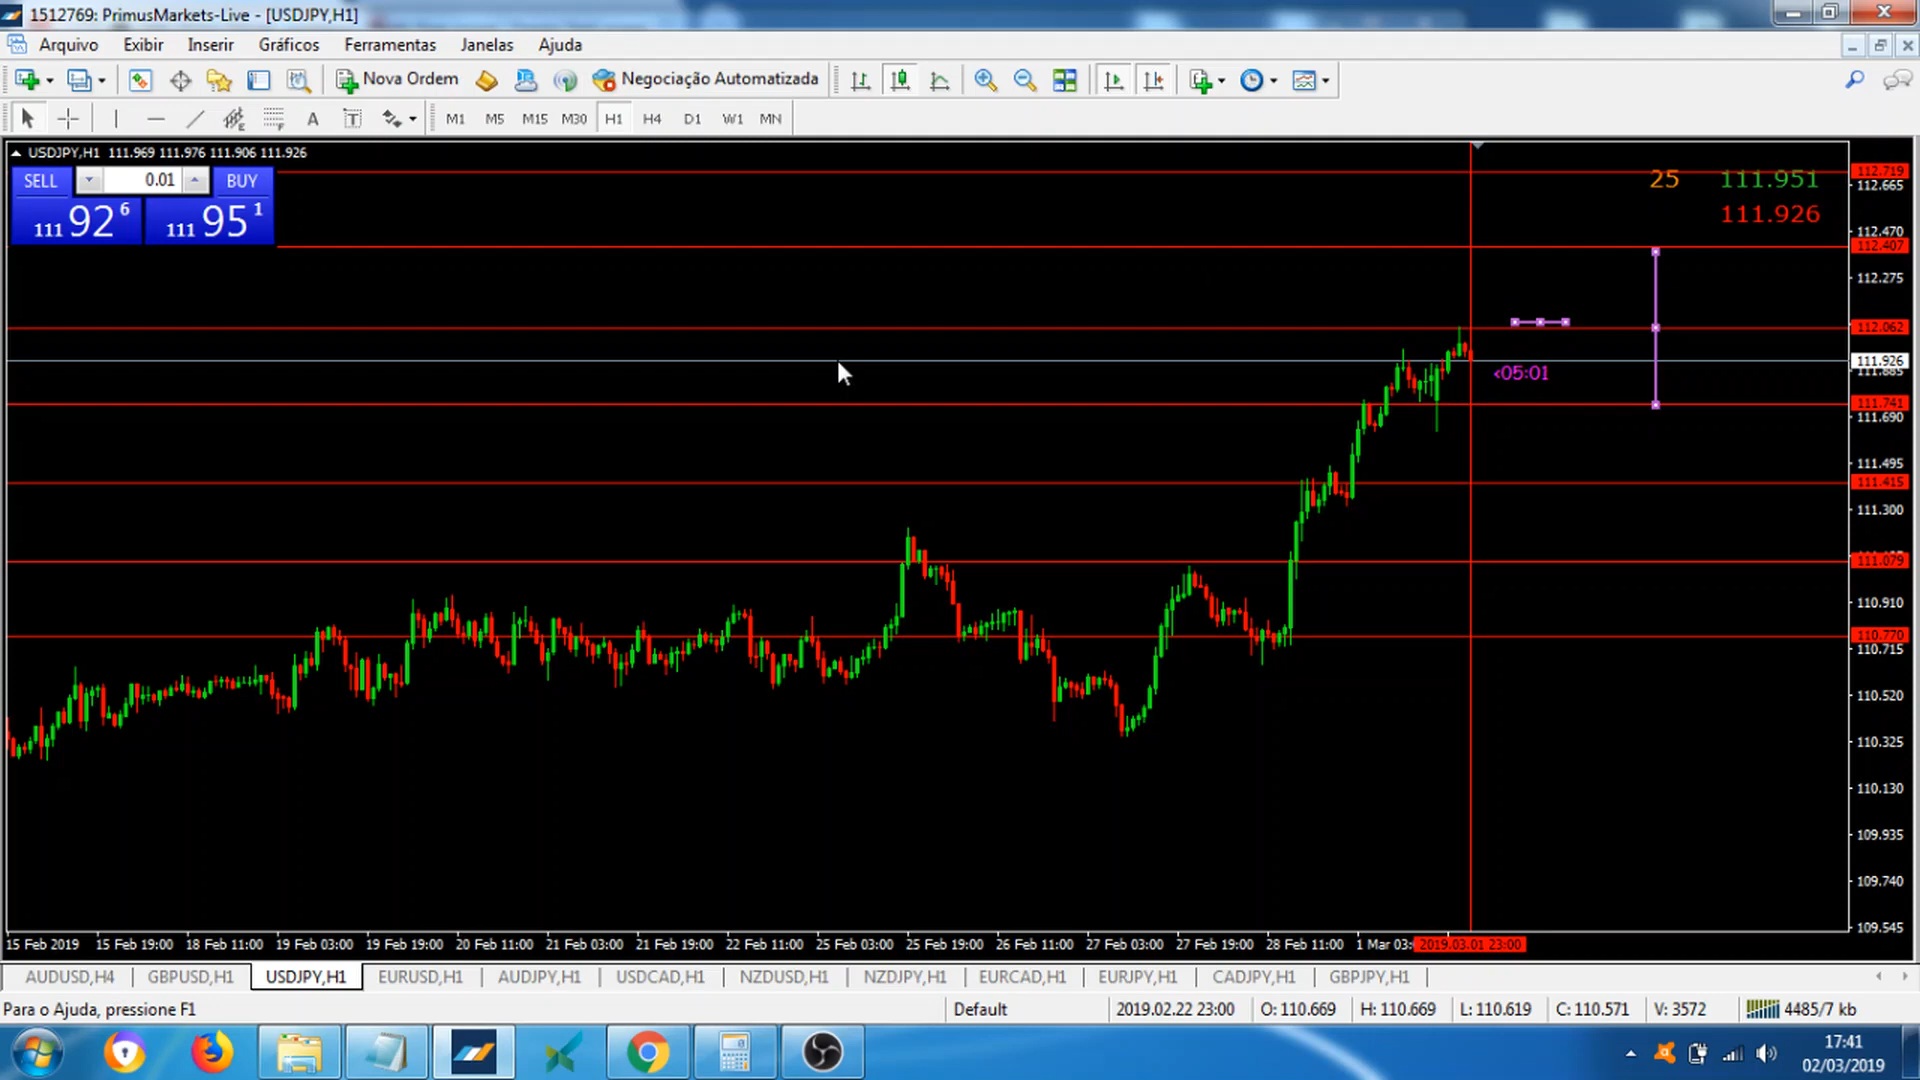 1512769: PrimusMarkets-Live - [USDJPY,H1]
Arquivo Exibir Inserir Gráficos Ferramentas Janelas Ajuda
Nova Ordem Negociação Automatizada
A T M1 M5 M15 M30 H1 H4 D1 W1 MN
USDJPY,H1 111.969 111.976 111.906 111.926
SELL 0.01 BUY
111 92 6 111 95 1
25 111.951
111.926
<05:01
112.719
112.665
112.470
112.407
112.275
112.062
111.926
111.885
111.741
111.690
111.495
111.415
111.300
111.079
110.910
110.770
110.715
110.520
110.325
110.130
109.935
109.740
109.545
15 Feb 2019 15 Feb 19:00 18 Feb 11:00 19 Feb 03:00 19 Feb 19:00 20 Feb 11:00 21 Feb 03:00 21 Feb 19:00 22 Feb 11:00 25 Feb 03:00 25 Feb 19:00 26 Feb 11:00 27 Feb 03:00 27 Feb 19:00 28 Feb 11:00 1 Mar 03: 2019.03.01 23:00
AUDUSD,H4 GBPUSD,H1 USDJPY,H1 EURUSD,H1 AUDJPY,H1 USDCAD,H1 NZDUSD,H1 NZDJPY,H1 EURCAD,H1 EURJPY,H1 CADJPY,H1 GBPJPY,H1
Para o Ajuda, pressione F1 Default 2019.02.22 23:00 O: 110.669 H: 110.669 L: 110.619 C: 110.571 V: 3572 4485/7 kb
17:41
02/03/2019